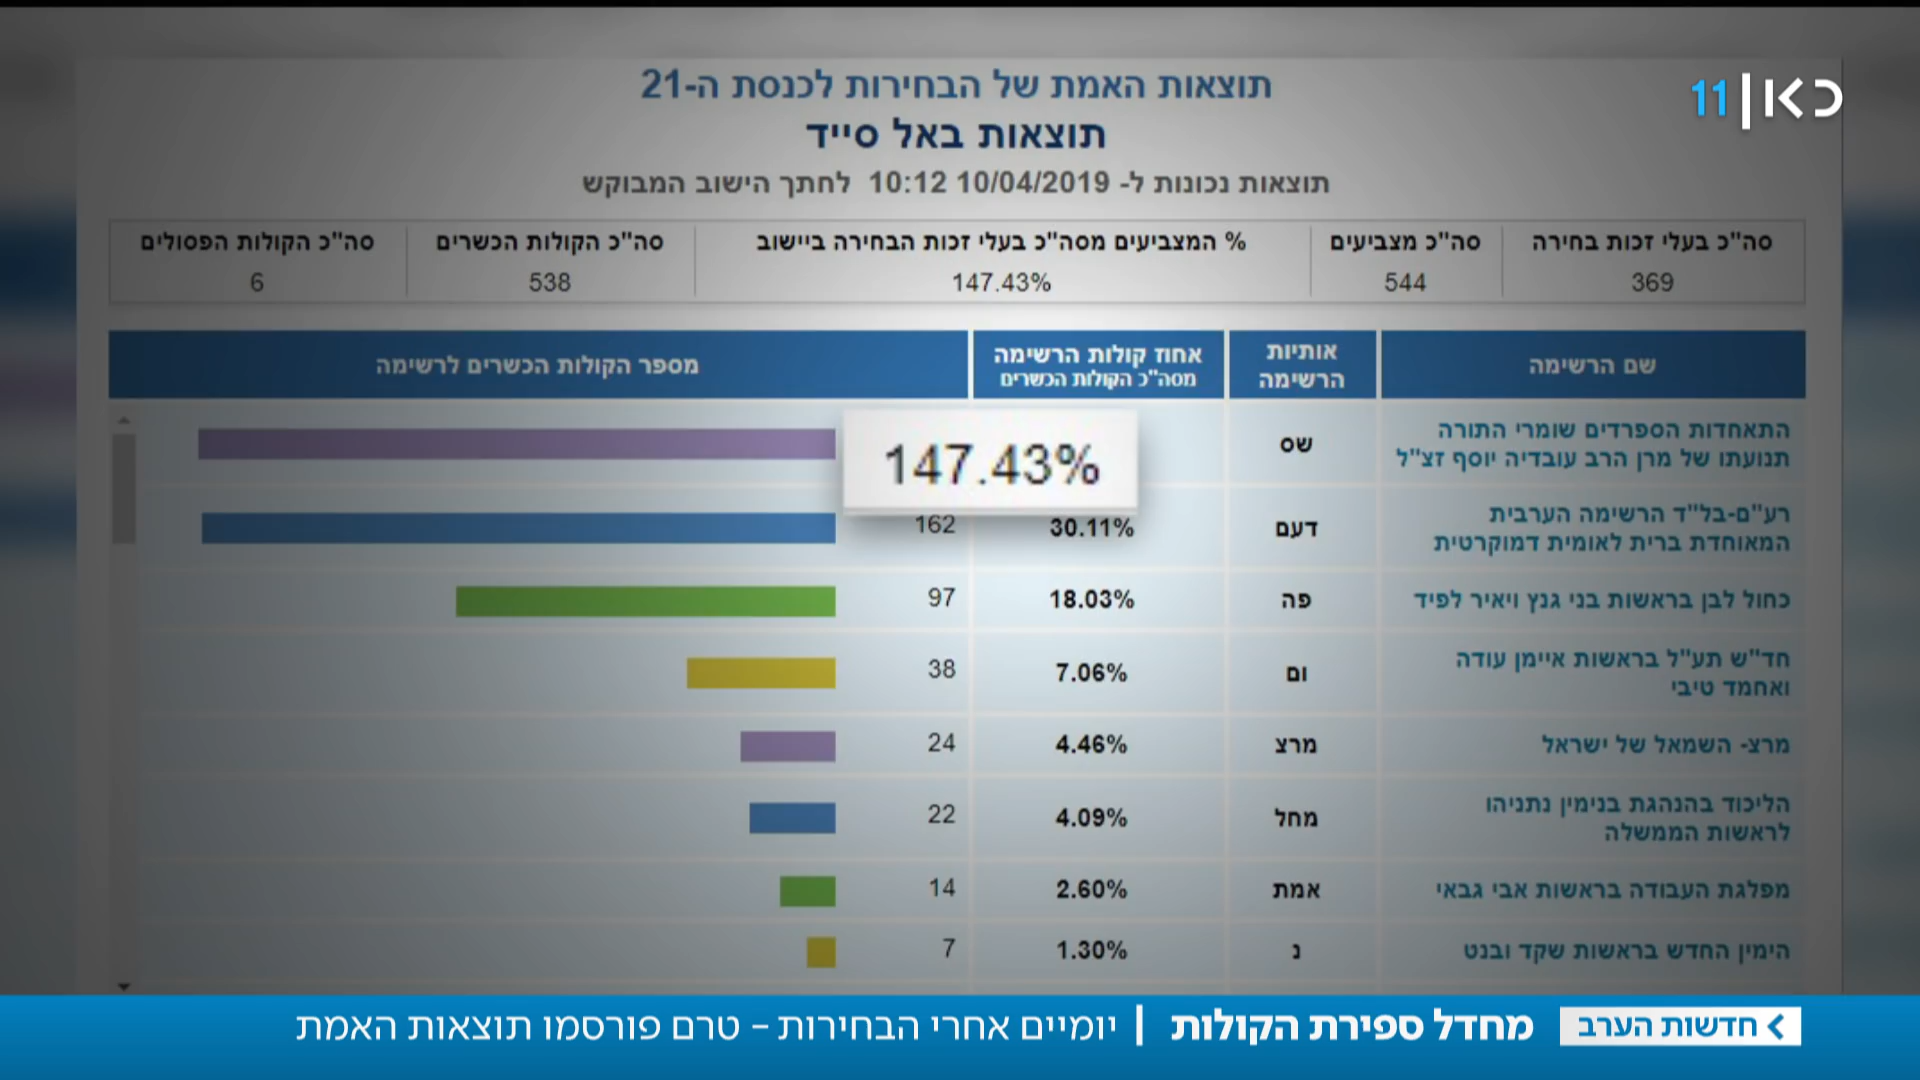 כאן 11
תוצאות האמת של הבחירות לכנסת ה-21
תוצאות באל סייד
תוצאות נכונות ל- 10/04/2019 10:12 לחתך הישוב המבוקש
סה"כ בעלי זכות בחירה סה"כ מצביעים % המצביעים מסה"כ בעלי זכות הבחירה ביישוב סה"כ הקולות הכשרים סה"כ הקולות הפסולים
369 544 147.43% 538 6
שם הרשימה אותיות הרשימה אחוז קולות הרשימה מסה"כ הקולות הכשרים מספר הקולות הכשרים לרשימה
התאחדות הספרדים שומרי התורה
תנועתו של מרן הרב עובדיה יוסף זצ"ל
שס
147.43%
רע"ם-בל"ד הרשימה הערבית
המאוחדת ברית לאומית דמוקרטית
דעם 30.11% 162
כחול לבן בראשות בני גנץ ויאיר לפיד פה 18.03% 97
חד"ש תע"ל בראשות איימן עודה
ואחמד טיבי
ום 7.06% 38
מרצ- השמאל של ישראל מרצ 4.46% 24
הליכוד בהנהגת בנימין נתניהו
לראשות הממשלה
מחל 4.09% 22
מפלגת העבודה בראשות אבי גבאי אמת 2.60% 14
הימין החדש בראשות שקד ובנט נ 1.30% 7
חדשות הערב מחדל ספירת הקולות | יומיים אחרי הבחירות – טרם פורסמו תוצאות האמת